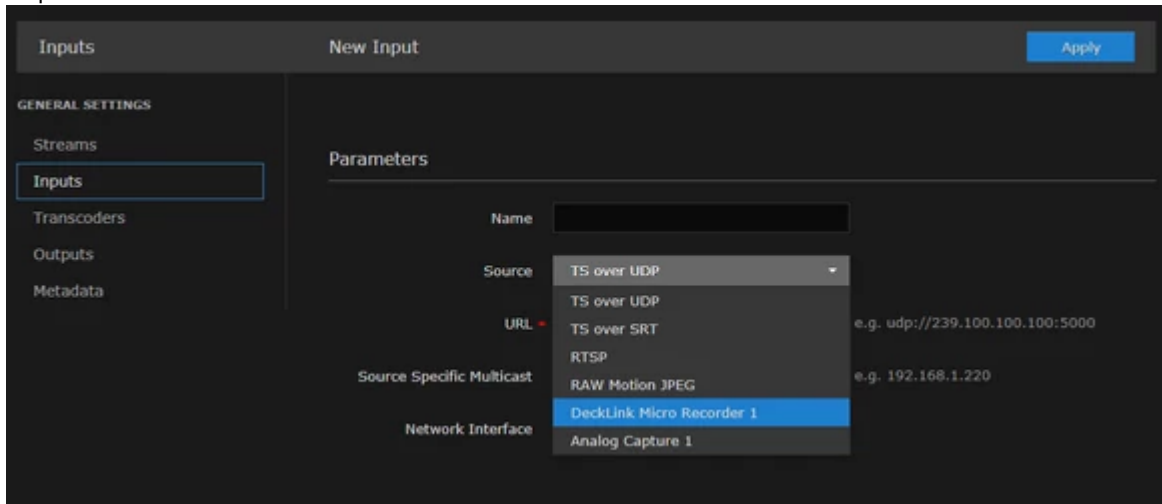 Inputs
New Input
Apply
GENERAL SETTINGS
Streams
Inputs
Transcoders
Outputs
Metadata
Parameters
Name
Source
TS over UDP
TS over UDP
URL *
TS over SRT
e.g. udp://239.100.100.100:5000
RTSP
Source Specific Multicast
RAW Motion JPEG
e.g. 192.168.1.220
DeckLink Micro Recorder 1
Network Interface
Analog Capture 1